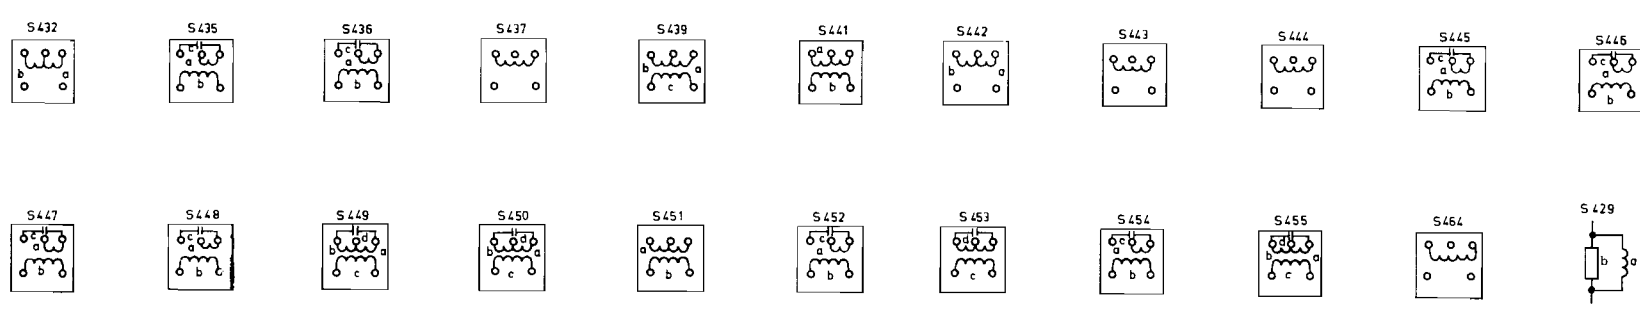 S432 S435 S436 S437 S439 S441 S442 S443 S444 S445 S446
b a
c a b
c a b
b a c
a b
b a
c a b
c a b
S447 S448 S449 S450 S451 S452 S453 S454 S455 S464 S429
c a b
c a b
b d a c
b d a c
a b
c a b
d c
c a b
d b a c
b a